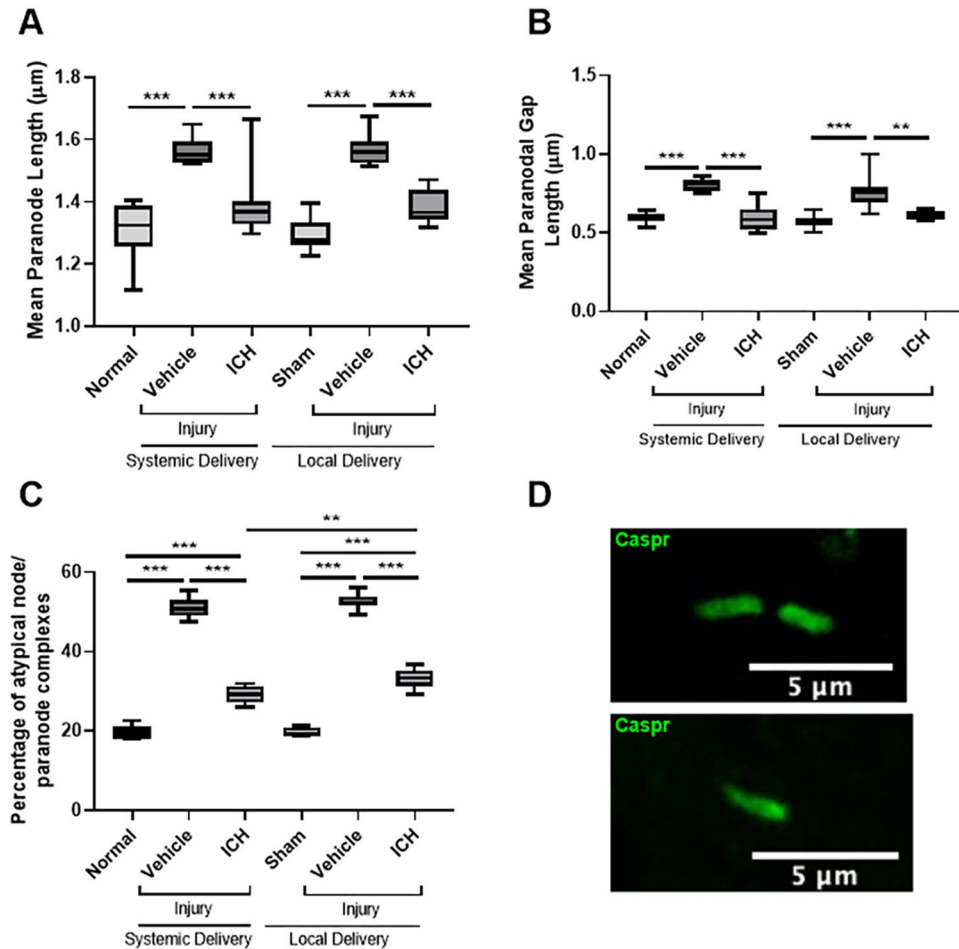 A
Mean Paranode Length (μm)
1.8
1.6
1.4
1.2
1.0
*** *** *** ***
Normal Vehicle ICH Sham Vehicle ICH
Injury Injury
Systemic Delivery Local Delivery
B
Mean Paranodal Gap
Length (μm)
1.5
1.0
0.5
0.0
*** *** *** **
Normal Vehicle ICH Sham Vehicle ICH
Injury Injury
Systemic Delivery Local Delivery
C
Percentage of atypical node/
paranode complexes
60
40
20
0
**
*** ***
*** *** *** ***
Normal Vehicle ICH Sham Vehicle ICH
Injury Injury
Systemic Delivery Local Delivery
D
Caspr
5 μm
Caspr
5 μm